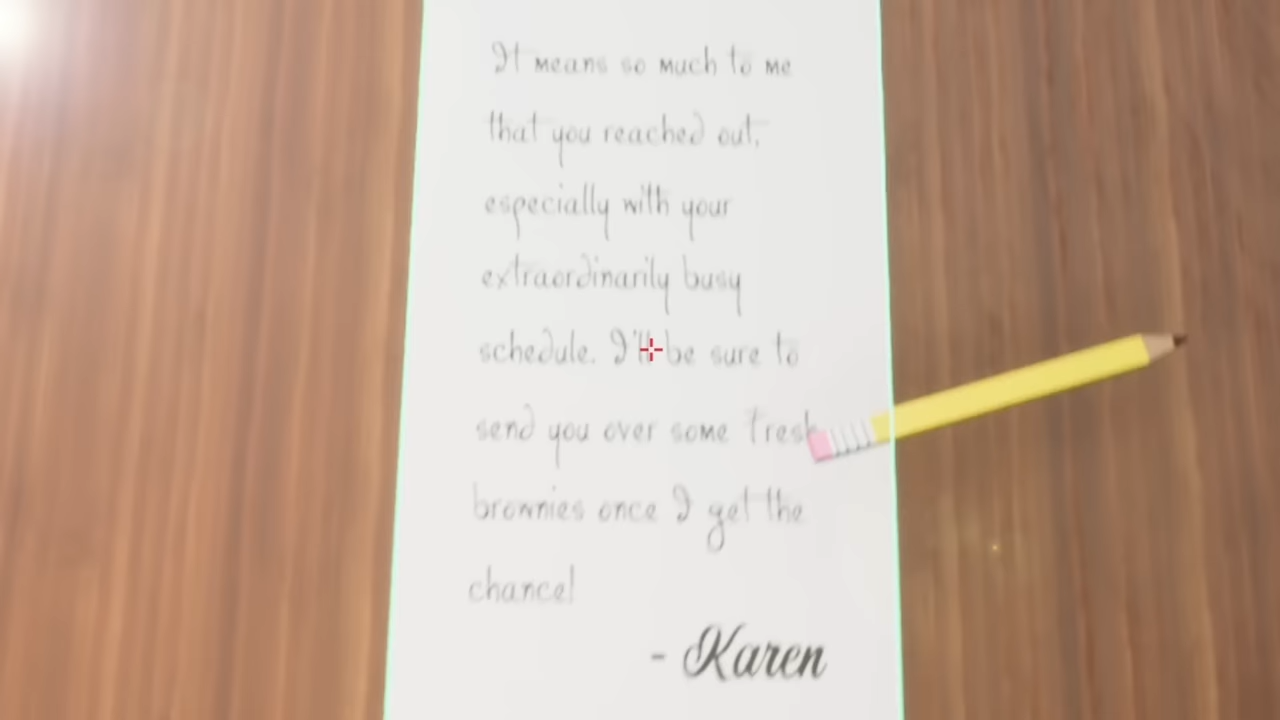 It means so much to me
that you reached out,
especially with your
extraordinarily busy
schedule. I'll be sure to
send you over some fresh
brownies once I get the
chance!
- Karen